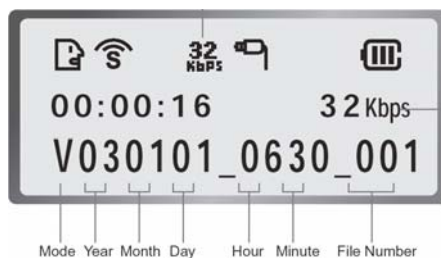 S 32 KBPS
00:00:16 32 Kbps
V030101_0630_001
Mode Year Month Day Hour Minute File Number